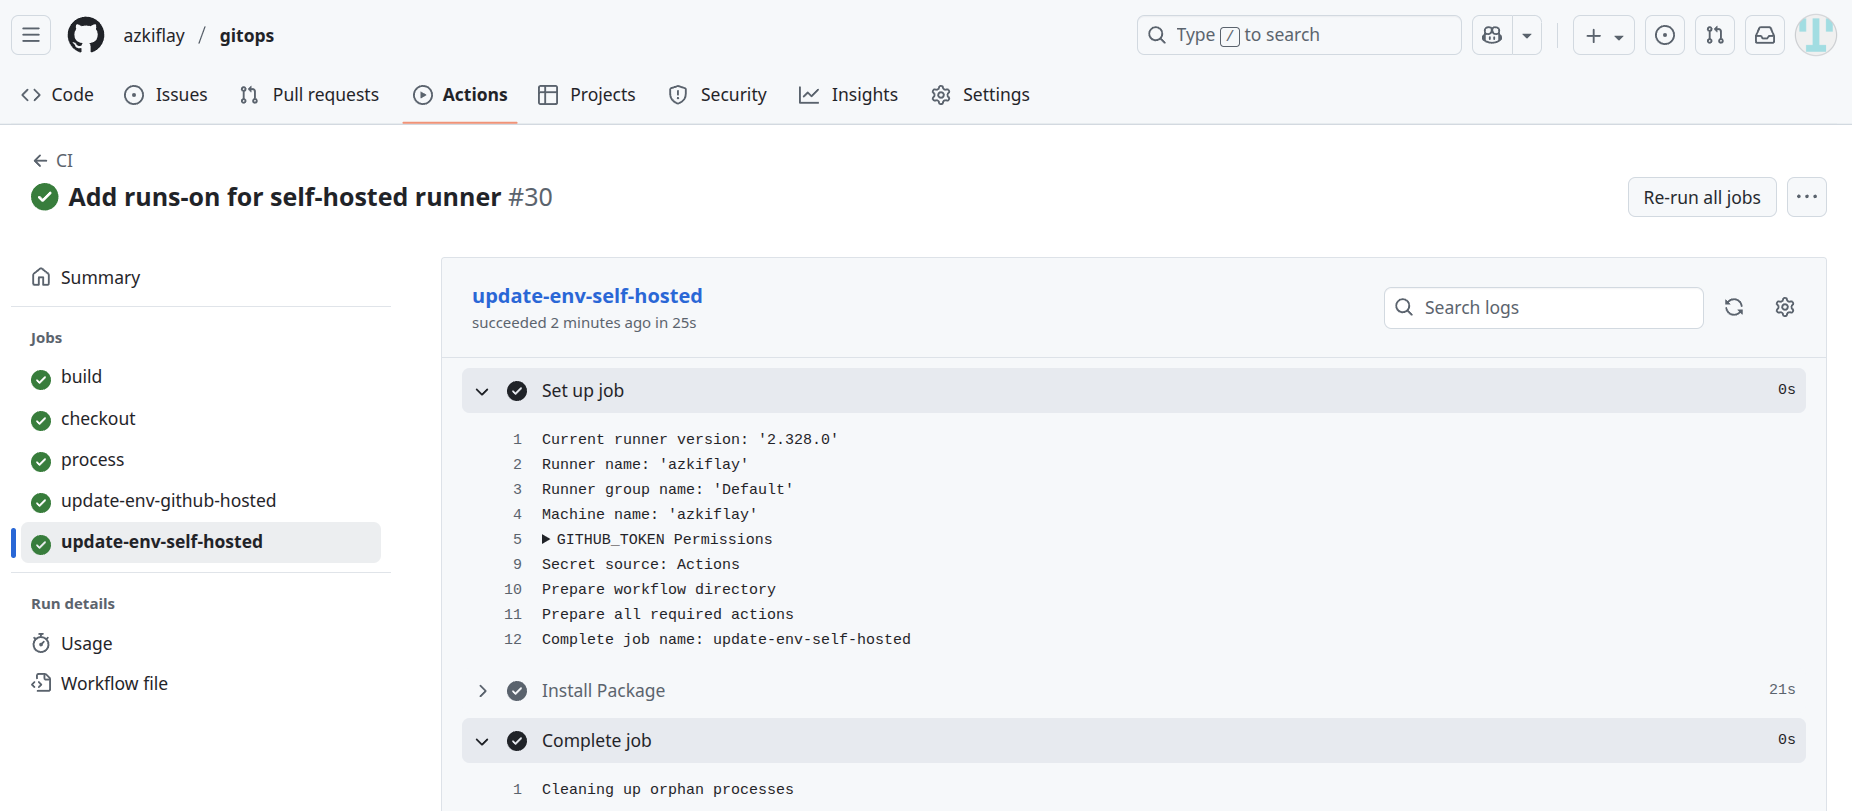 azkiflay / gitops
Type / to search
Code
Issues
Pull requests
Actions
Projects
Security
Insights
Settings
CI
Add runs-on for self-hosted runner #30
Re-run all jobs
Summary
Jobs
build
checkout
process
update-env-github-hosted
update-env-self-hosted
Run details
Usage
Workflow file
update-env-self-hosted
succeeded 2 minutes ago in 25s
Search logs
Set up job 0s
1 Current runner version: '2.328.0'
2 Runner name: 'azkiflay'
3 Runner group name: 'Default'
4 Machine name: 'azkiflay'
5 GITHUB_TOKEN Permissions
9 Secret source: Actions
10 Prepare workflow directory
11 Prepare all required actions
12 Complete job name: update-env-self-hosted
Install Package 21s
Complete job 0s
1 Cleaning up orphan processes